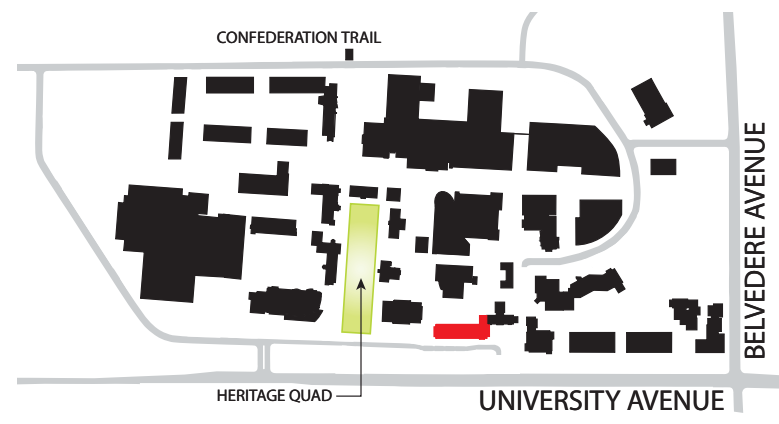 CONFEDERATION TRAIL
BELVEDERE AVENUE
HERITAGE QUAD
UNIVERSITY AVENUE